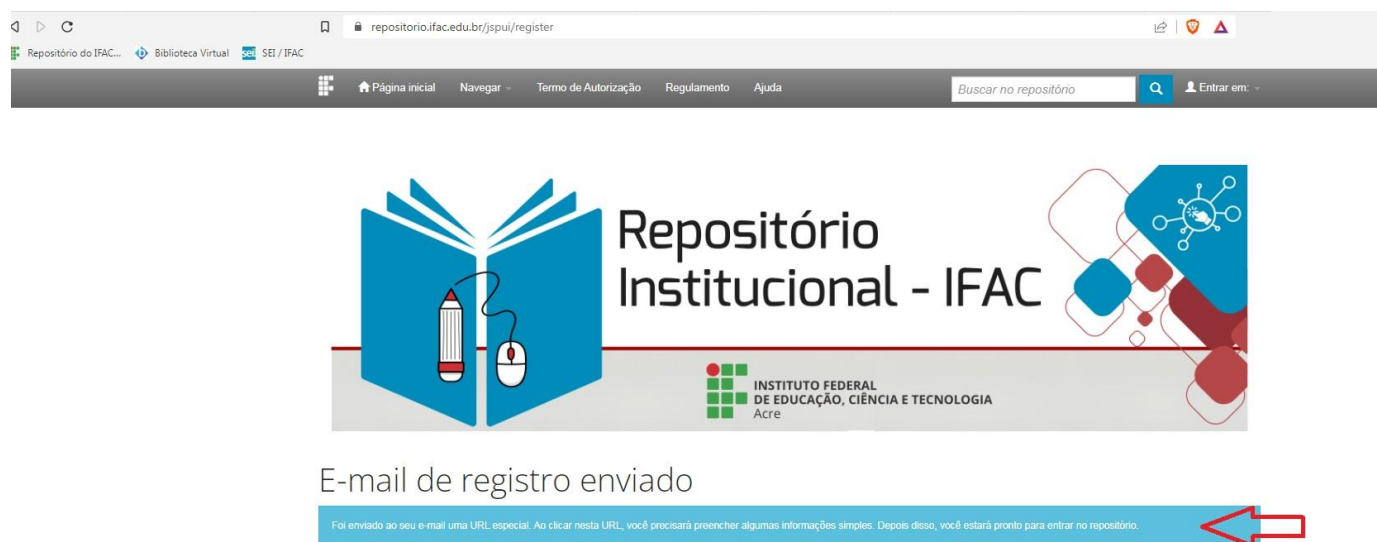 repositorio.ifac.edu.br/jspui/register
Repositório do IFAC... Biblioteca Virtual sei SEI / IFAC
Página inicial Navegar Termo de Autorização Regulamento Ajuda Buscar no repositório Entrar em:
Repositório
Institucional - IFAC
INSTITUTO FEDERAL
DE EDUCAÇÃO, CIÊNCIA E TECNOLOGIA
Acre
E-mail de registro enviado
Foi enviado ao seu e-mail uma URL especial. Ao clicar nesta URL, você precisará preencher algumas informações simples. Depois disso, você estará pronto para entrar no repositório.